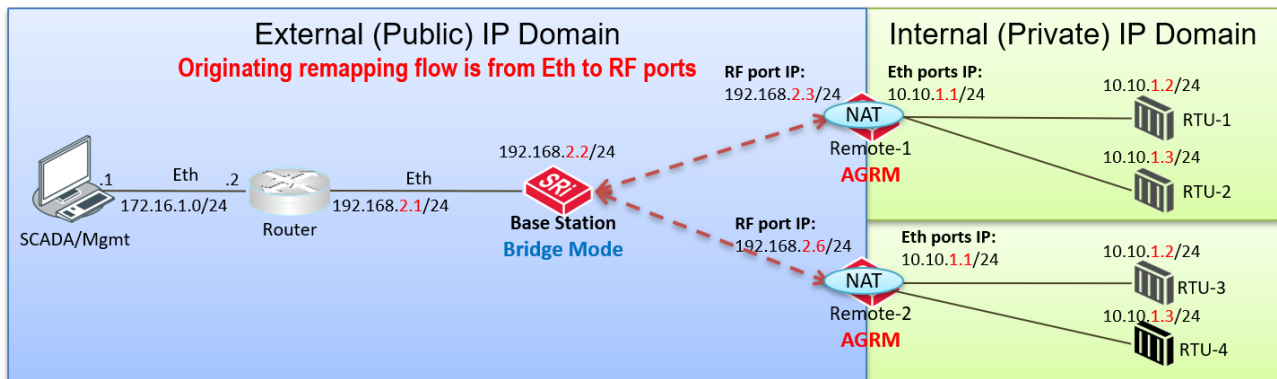 External (Public) IP Domain
Originating remapping flow is from Eth to RF ports
Internal (Private) IP Domain
RF port IP:
192.168.2.3/24
Eth ports IP:
10.10.1.1/24
NAT
Remote-1
AGRM
10.10.1.2/24
RTU-1
10.10.1.3/24
RTU-2
.1
Eth
.2
172.16.1.0/24
SCADA/Mgmt
Router
Eth
192.168.2.1/24
192.168.2.2/24
SRi
Base Station
Bridge Mode
RF port IP:
192.168.2.6/24
Eth ports IP:
10.10.1.1/24
NAT
Remote-2
AGRM
10.10.1.2/24
RTU-3
10.10.1.3/24
RTU-4